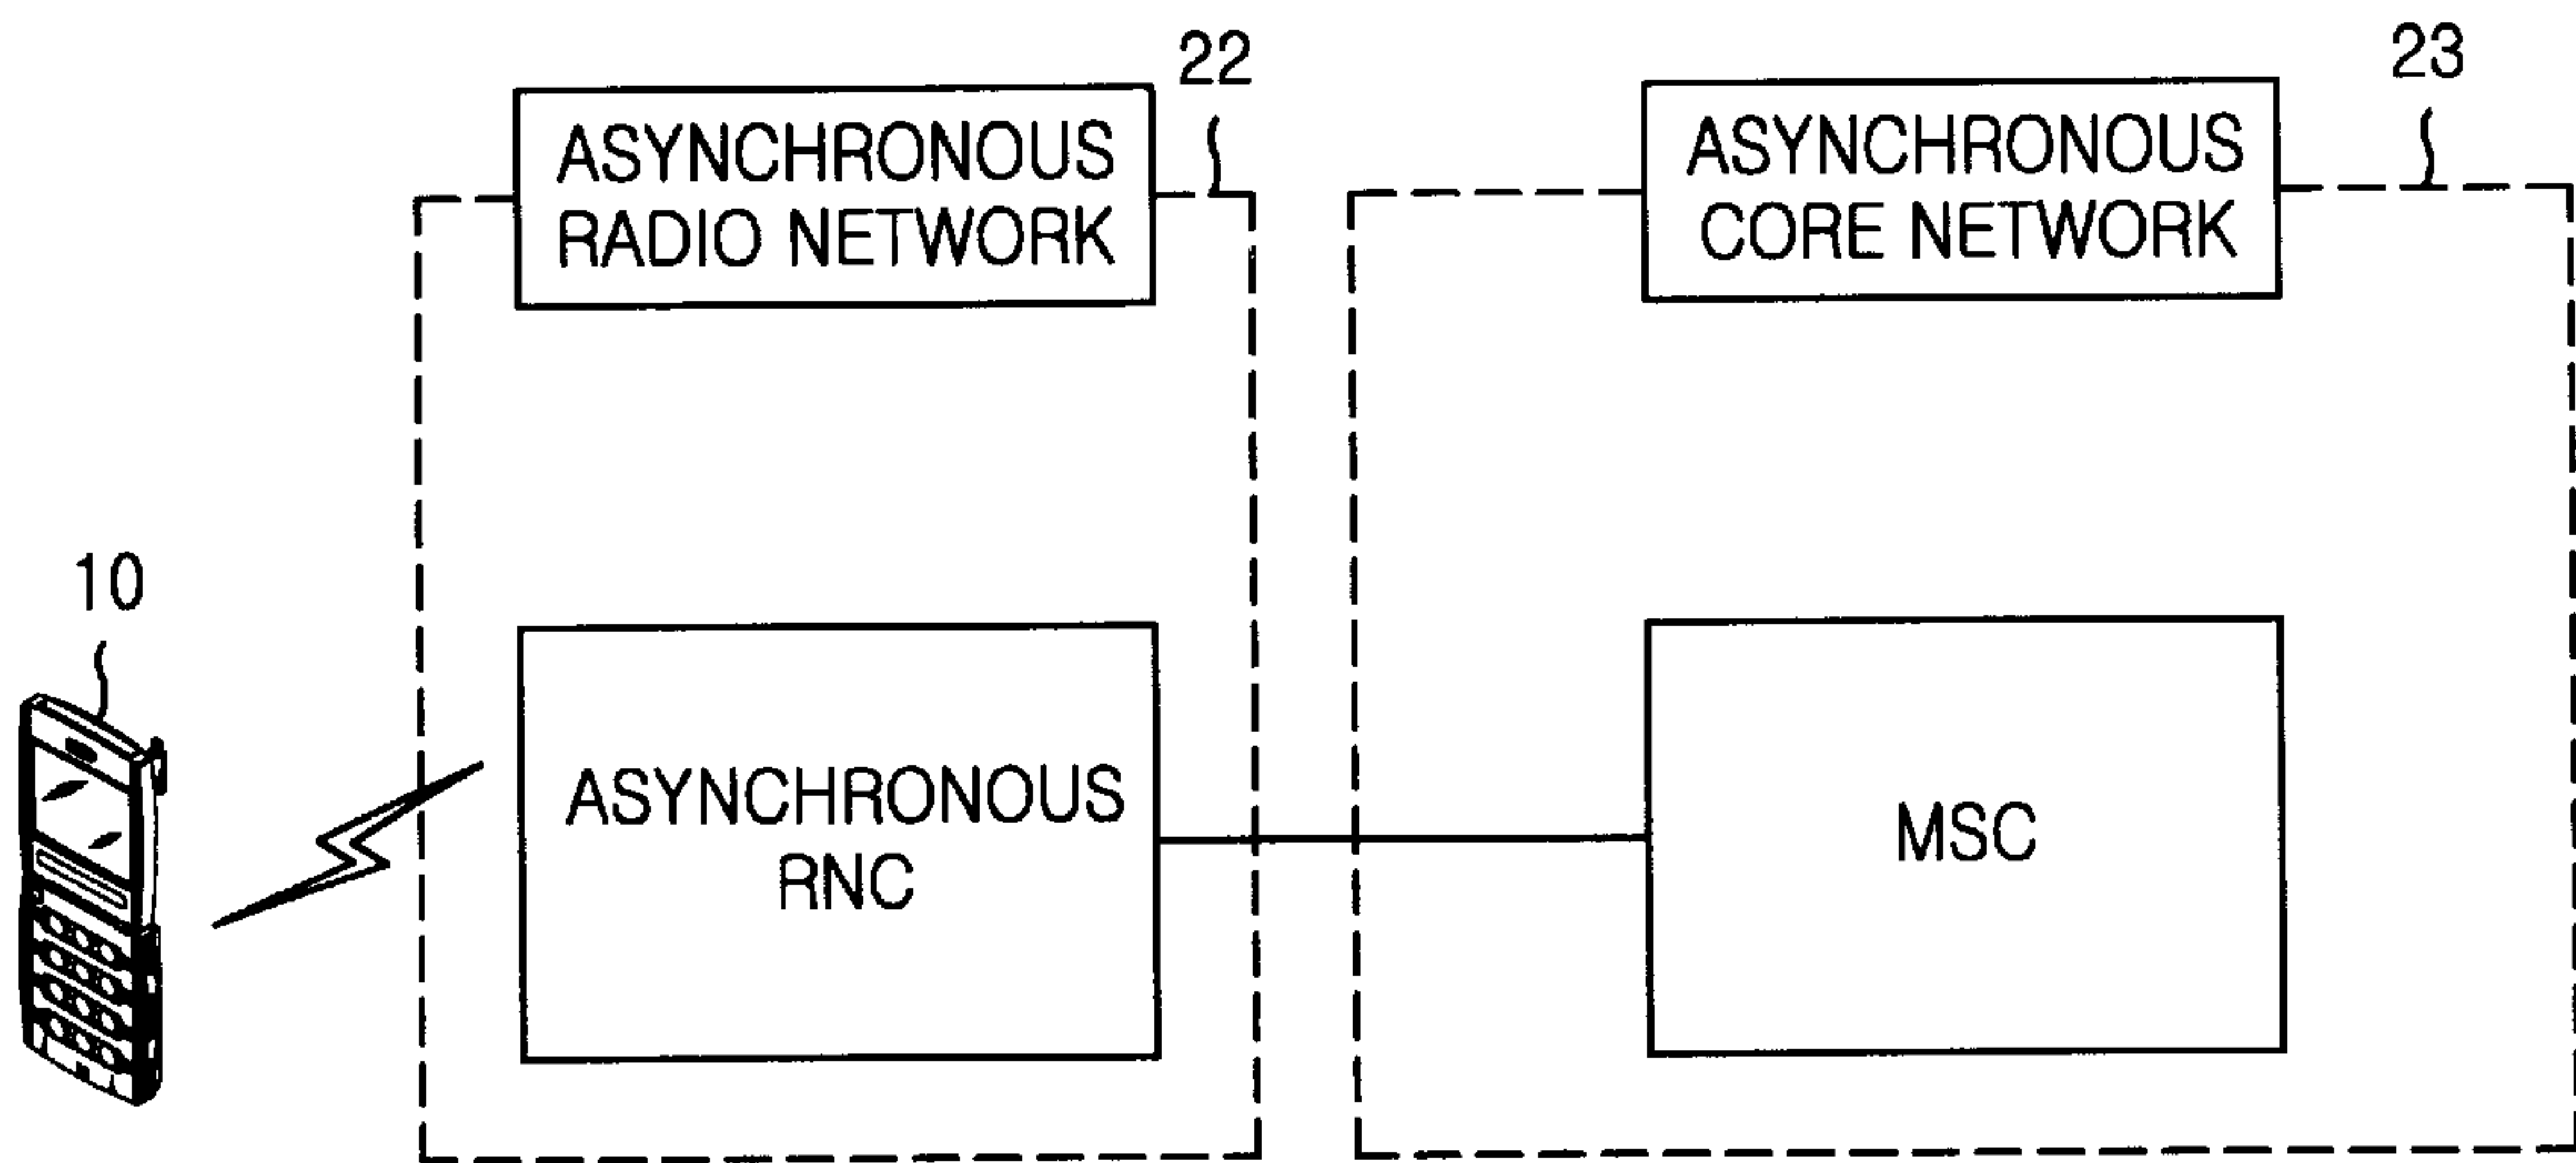 22
23
ASYNCHRONOUS
RADIO NETWORK
ASYNCHRONOUS
CORE NETWORK
10
ASYNCHRONOUS
RNC
MSC